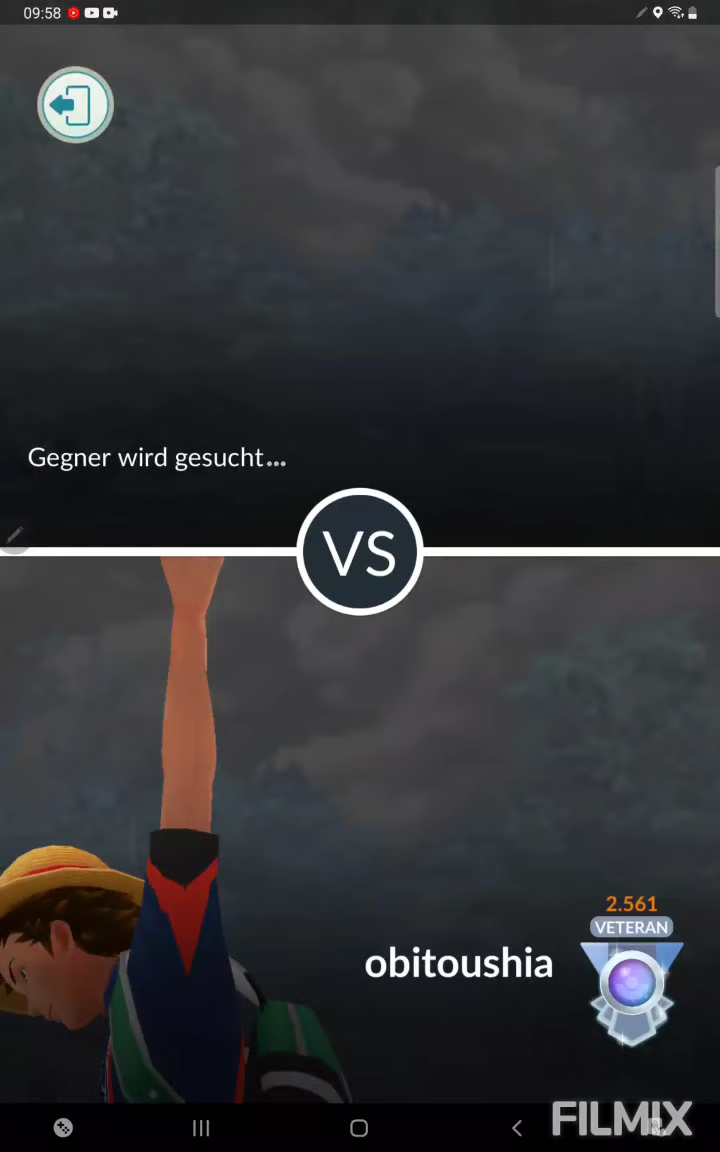 09:58
Gegner wird gesucht...
VS
2.561
VETERAN
obitoushia
FILMIX